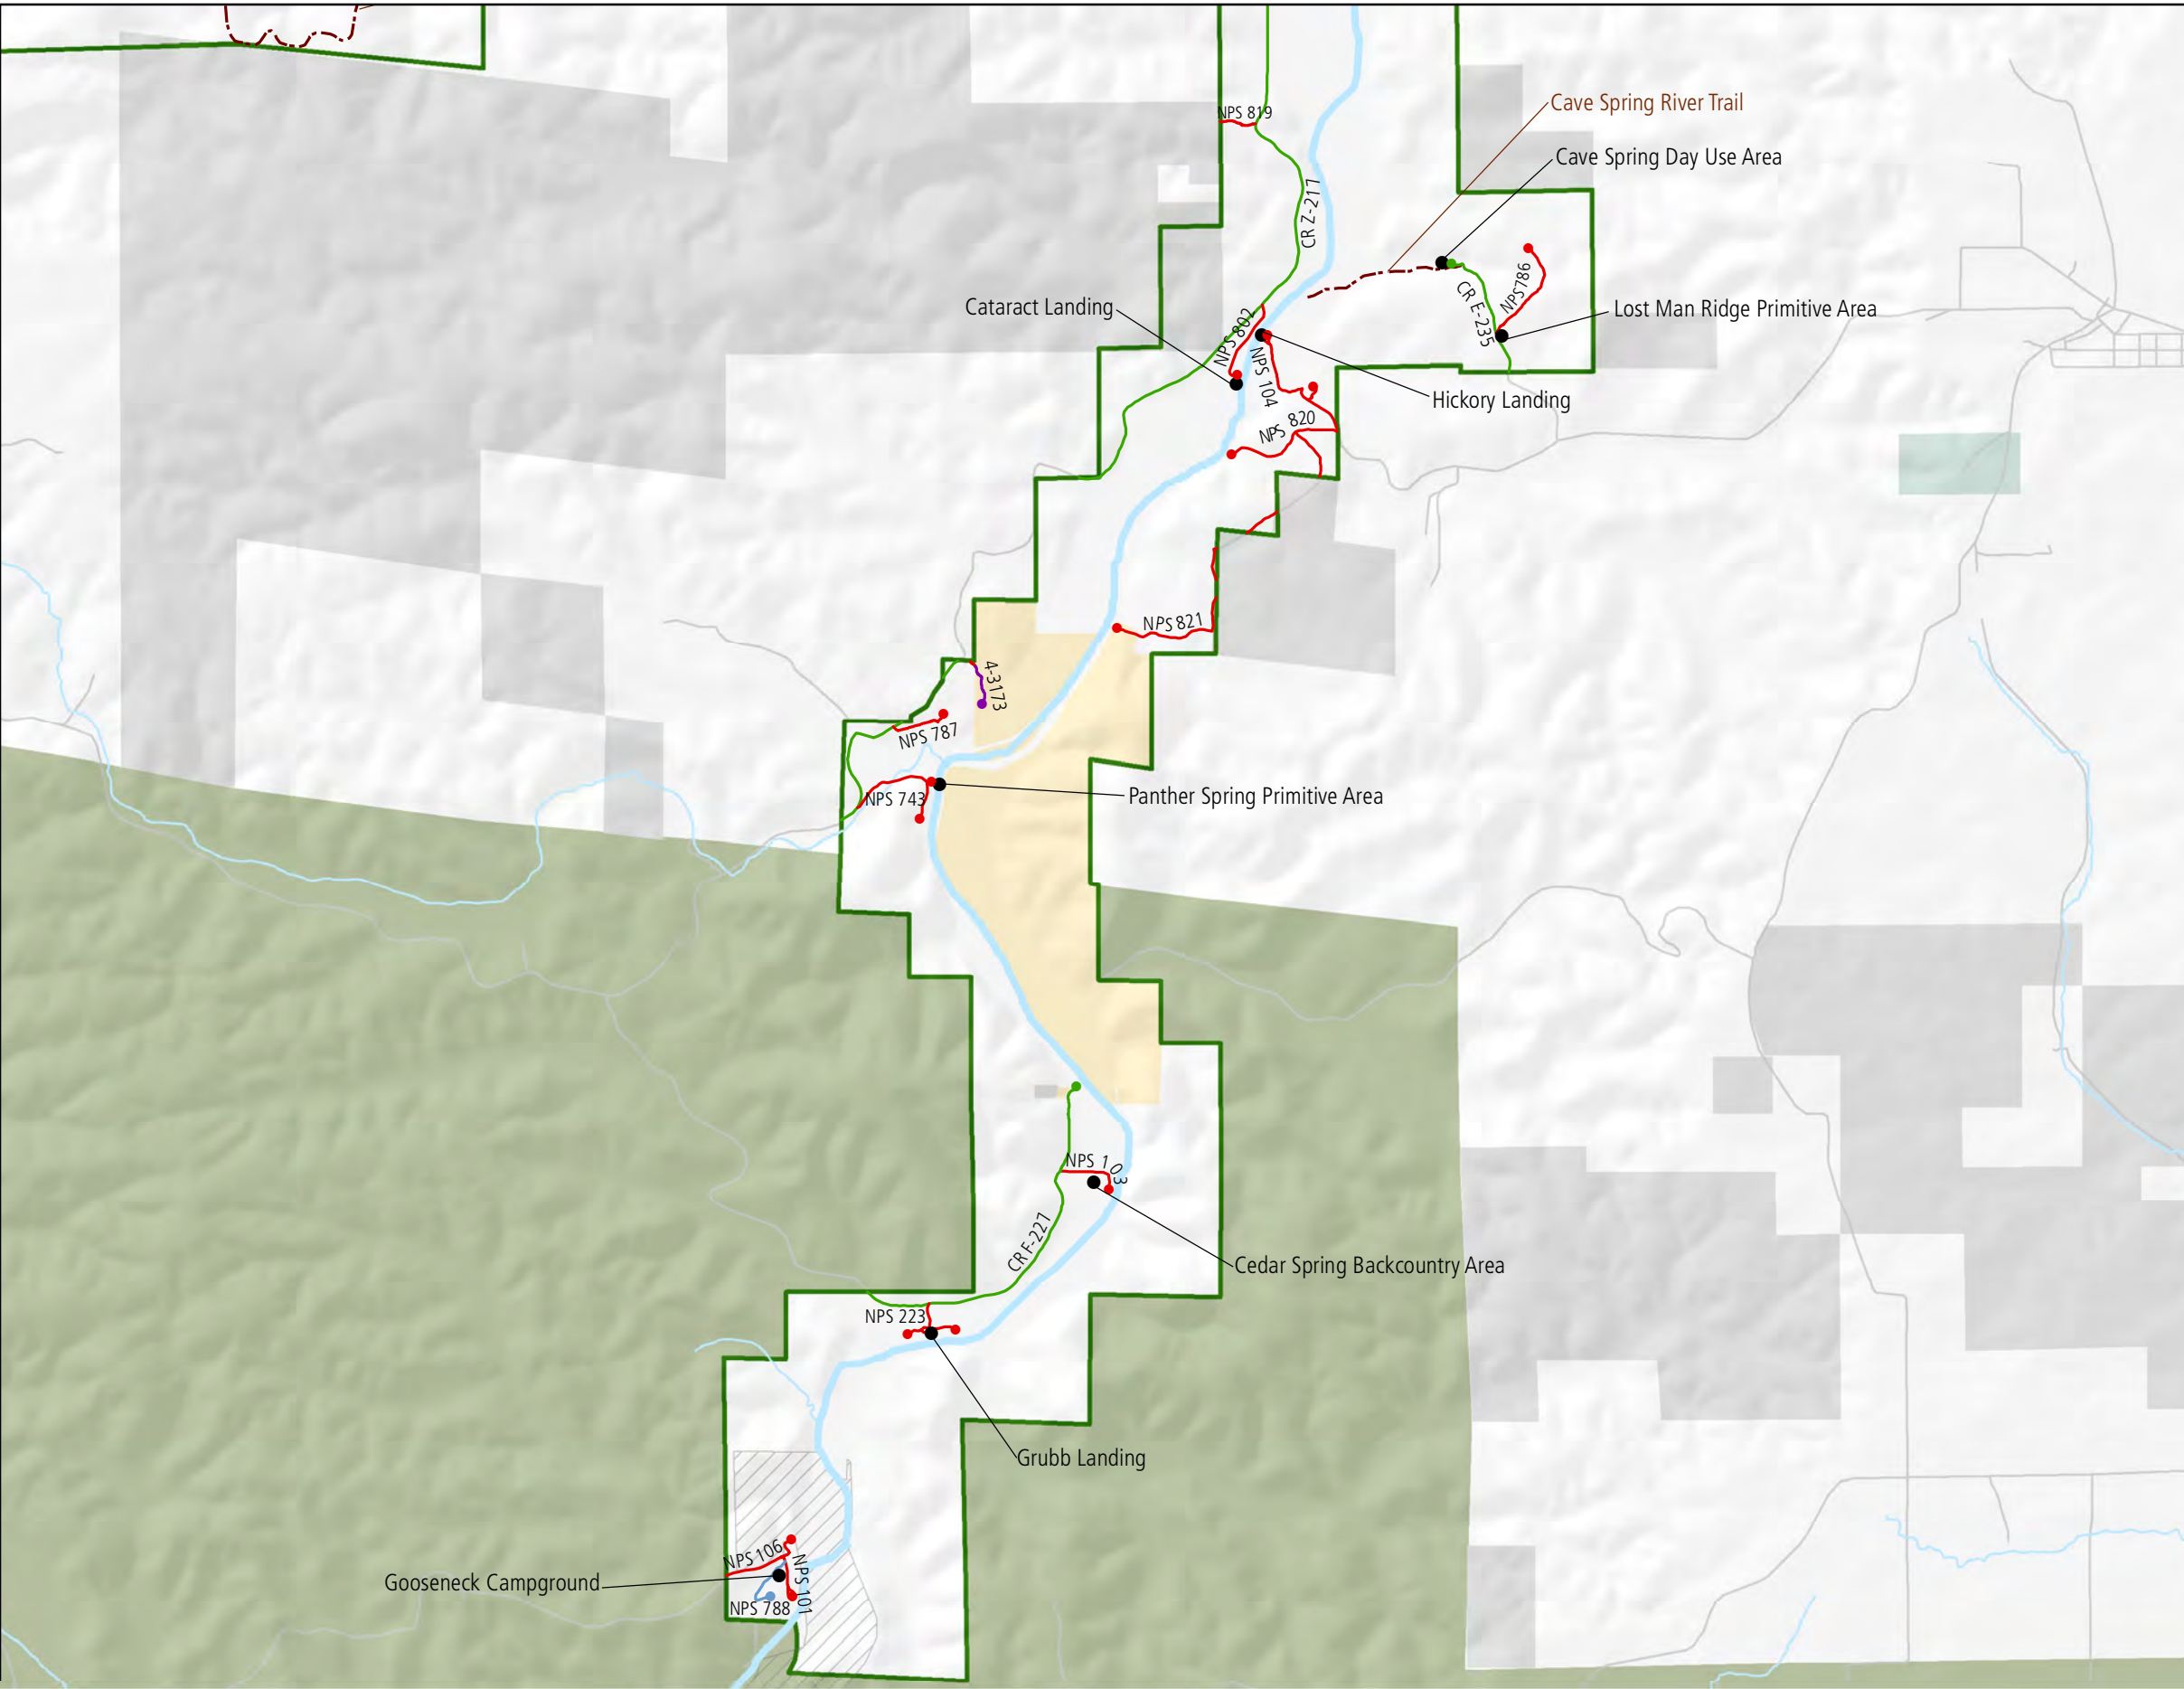 Cave Spring River Trail
NPS 819
Cave Spring Day Use Area
CR Z-217
NPS786
Cataract Landing
CR E-235
Lost Man Ridge Primitive Area
NPS 802
NPS 104
Hickory Landing
NPS 820
NPS 821
4-3173
NPS 787
Panther Spring Primitive Area
NPS 743
NPS 103
CR F-221
Cedar Spring Backcountry Area
NPS 223
Grubb Landing
NPS 106
NPS 101
Gooseneck Campground
NPS 788